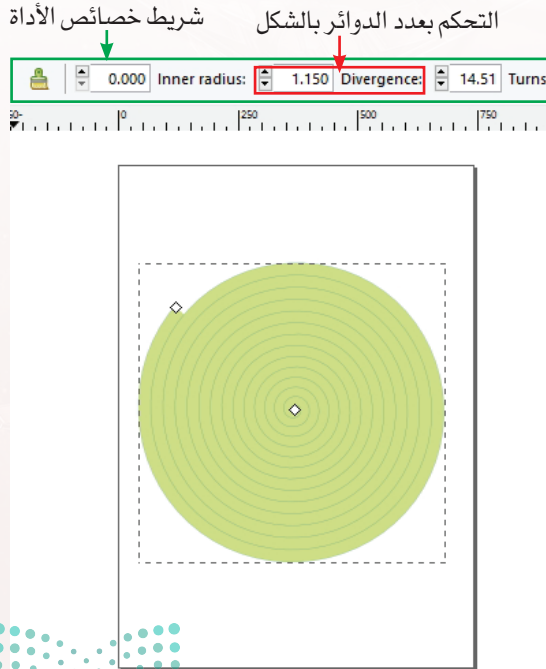 شريط خصائص الأداة
التحكم بعدد الدوائر بالشكل
0.000 Inner radius: 1.150 Divergence: 14.51 Turns
50- 0 250 500 750